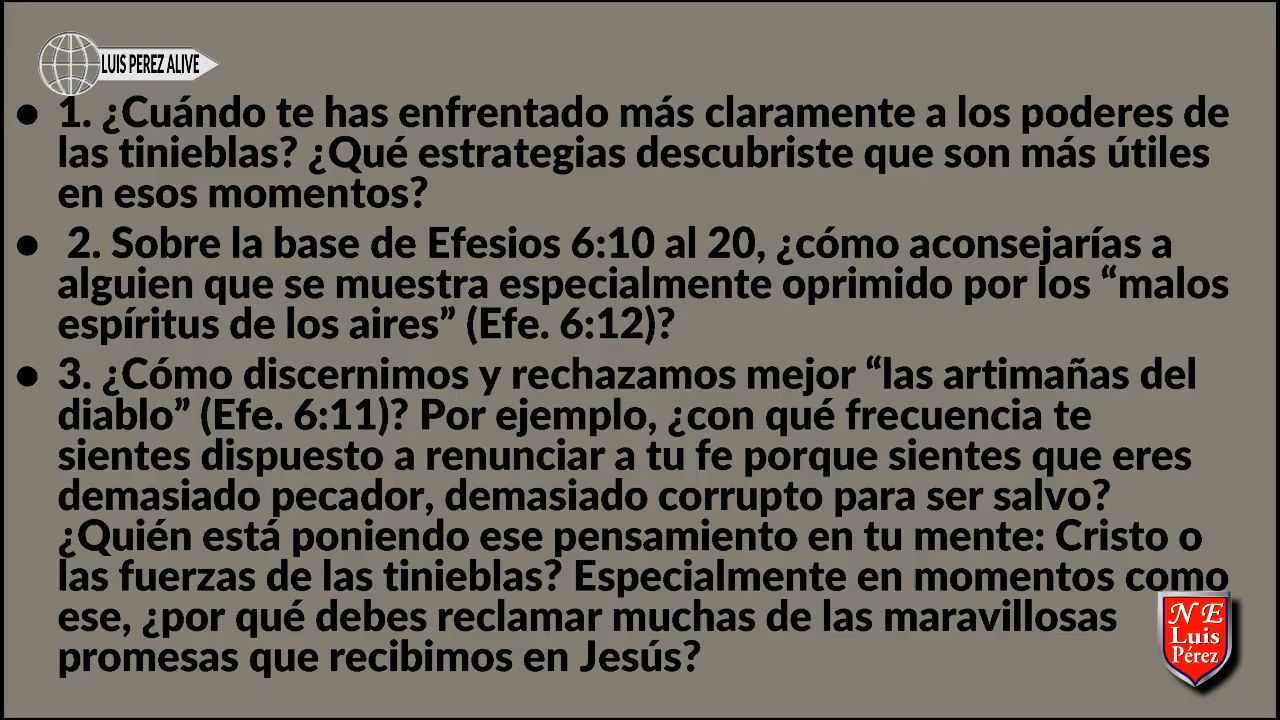 LUIS PEREZ ALIVE
● 1. ¿Cuándo te has enfrentado más claramente a los poderes de
las tinieblas? ¿Qué estrategias descubriste que son más útiles
en esos momentos?
● 2. Sobre la base de Efesios 6:10 al 20, ¿cómo aconsejarías a
alguien que se muestra especialmente oprimido por los “malos
espíritus de los aires” (Efe. 6:12)?
● 3. ¿Cómo discernimos y rechazamos mejor “las artimañas del
diablo” (Efe. 6:11)? Por ejemplo, ¿con qué frecuencia te
sientes dispuesto a renunciar a tu fe porque sientes que eres
demasiado pecador, demasiado corrupto para ser salvo?
¿Quién está poniendo ese pensamiento en tu mente: Cristo o
las fuerzas de las tinieblas? Especialmente en momentos como
ese, ¿por qué debes reclamar muchas de las maravillosas
promesas que recibimos en Jesús?
N E
Luis
Pérez